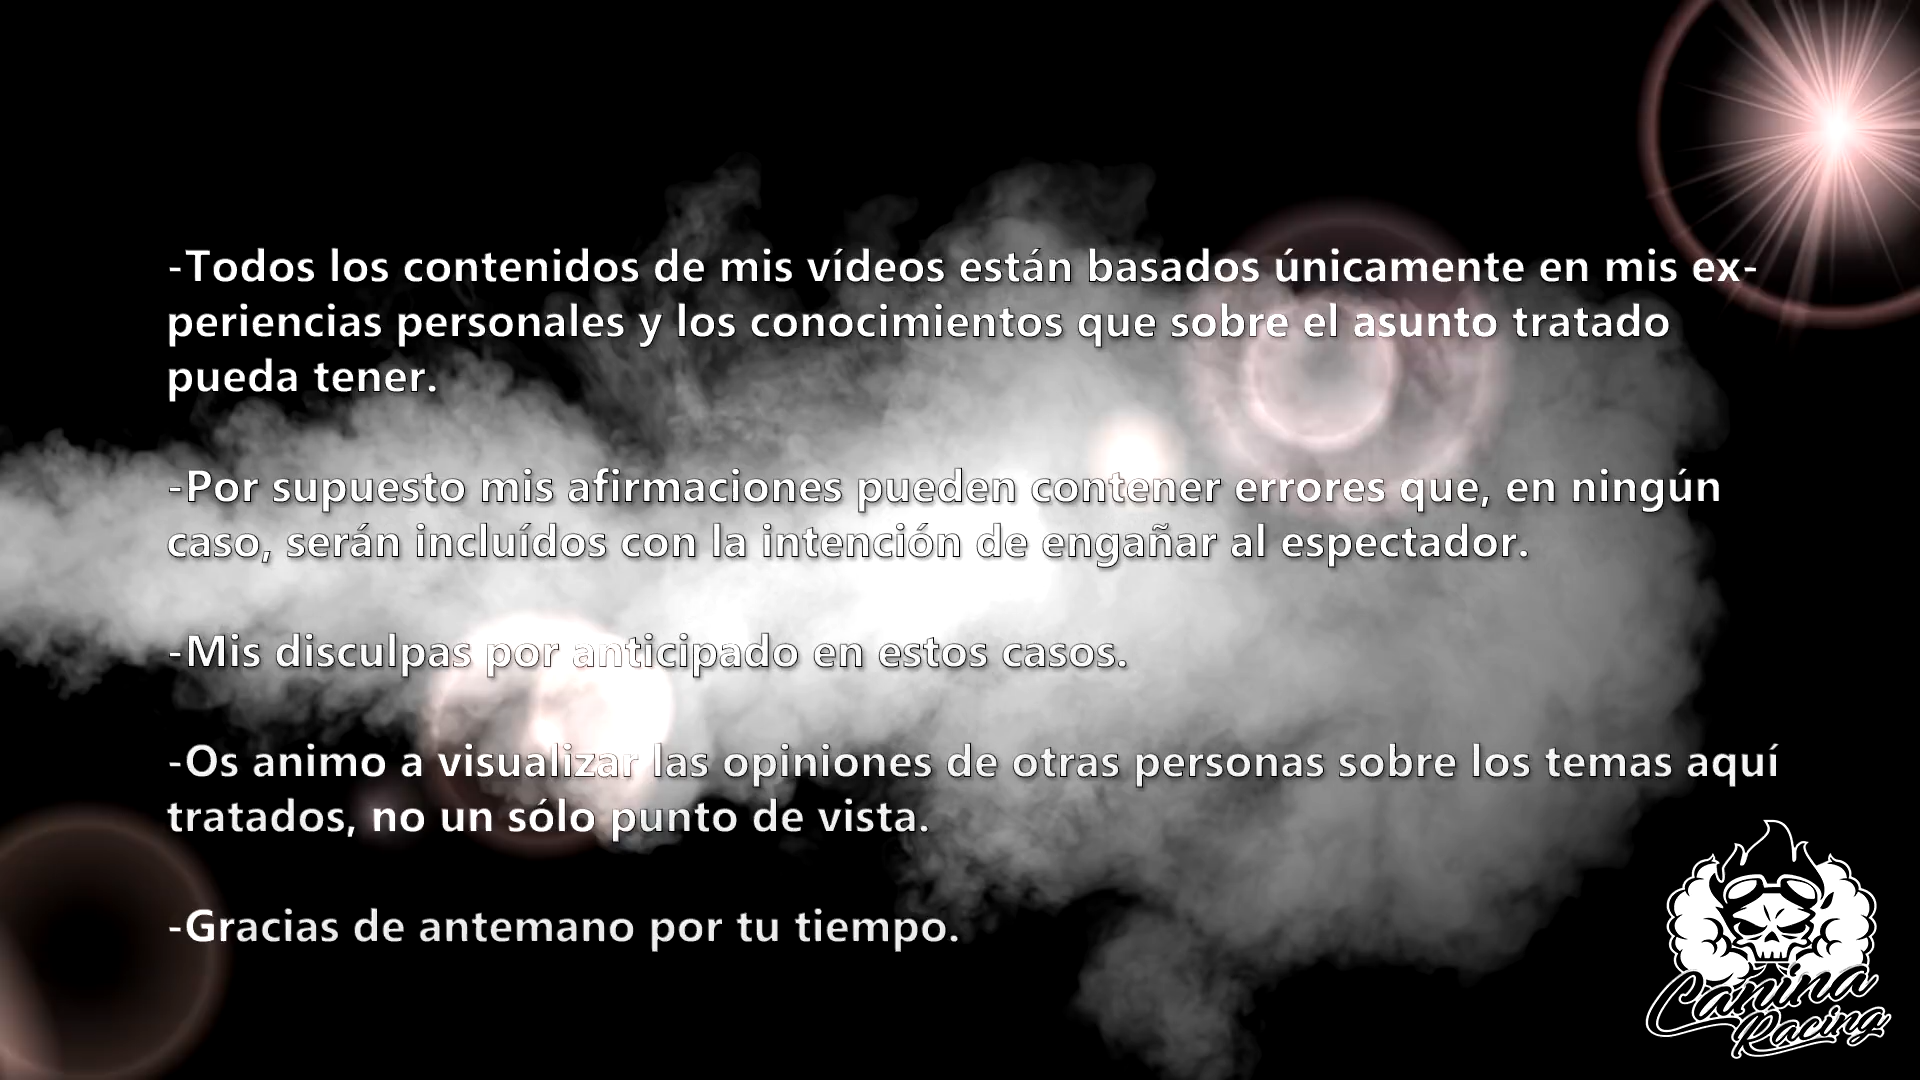 -Todos los contenidos de mis vídeos están basados únicamente en mis ex-
periencias personales y los conocimientos que sobre el asunto tratado
pueda tener.
-Por supuesto mis afirmaciones pueden contener errores que, en ningún
caso, serán incluídos con la intención de engañar al espectador.
-Mis disculpas por anticipado en estos casos.
-Os animo a visualizar las opiniones de otras personas sobre los temas aquí
tratados, no un sólo punto de vista.
-Gracias de antemano por tu tiempo.
Canina
Racing